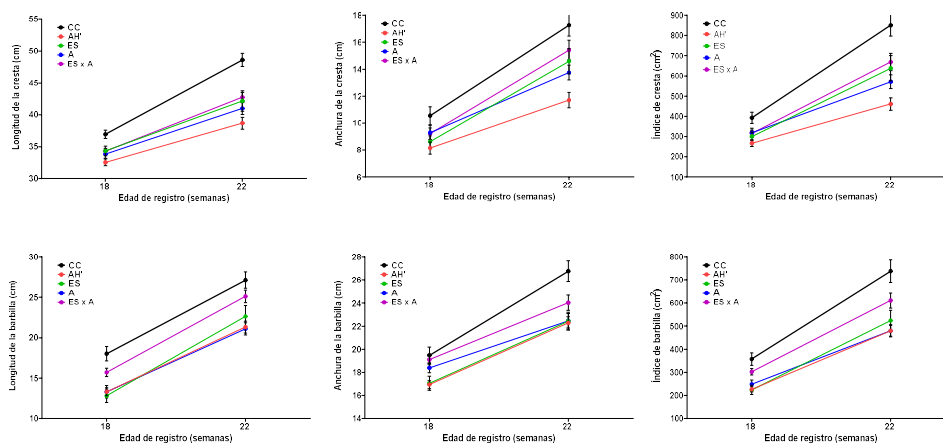 Longitud de la cresta (cm)
55
50
45
40
35
30
CC
AH'
ES
A
ES x A
18
22
Edad de registro (semanas)
Anchura de la cresta (cm)
18
16
14
12
10
8
6
CC
AH'
ES
A
ES x A
18
22
Edad de registro (semanas)
Índice de cresta (cm²)
900
800
700
600
500
400
300
200
100
CC
AH'
ES
A
ES x A
18
22
Edad de registro (semanas)
Longitud de la barbilla (cm)
30
25
20
15
10
CC
AH'
ES
A
ES x A
18
22
Edad de registro (semanas)
Anchura de la barbilla (cm)
28
26
24
22
20
18
16
14
CC
AH'
ES
A
ES x A
18
22
Edad de registro (semanas)
Índice de barbilla (cm²)
800
700
600
500
400
300
200
100
CC
AH'
ES
A
ES x A
18
22
Edad de registro (semanas)